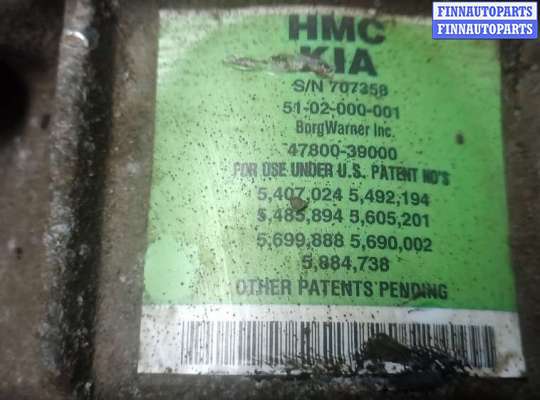 FINNAUTOPARTS
FINNAUTOPARTS
HMC
KIA
S/N 707358
51-02-000-001
BorgWarner Inc.
47800-39000
FOR USE UNDER U.S. PATENT NO'S
5,407,024 5,492,194
5,485,894 5,605,201
5,699,888 5,690,002
5,884,738
OTHER PATENTS PENDING